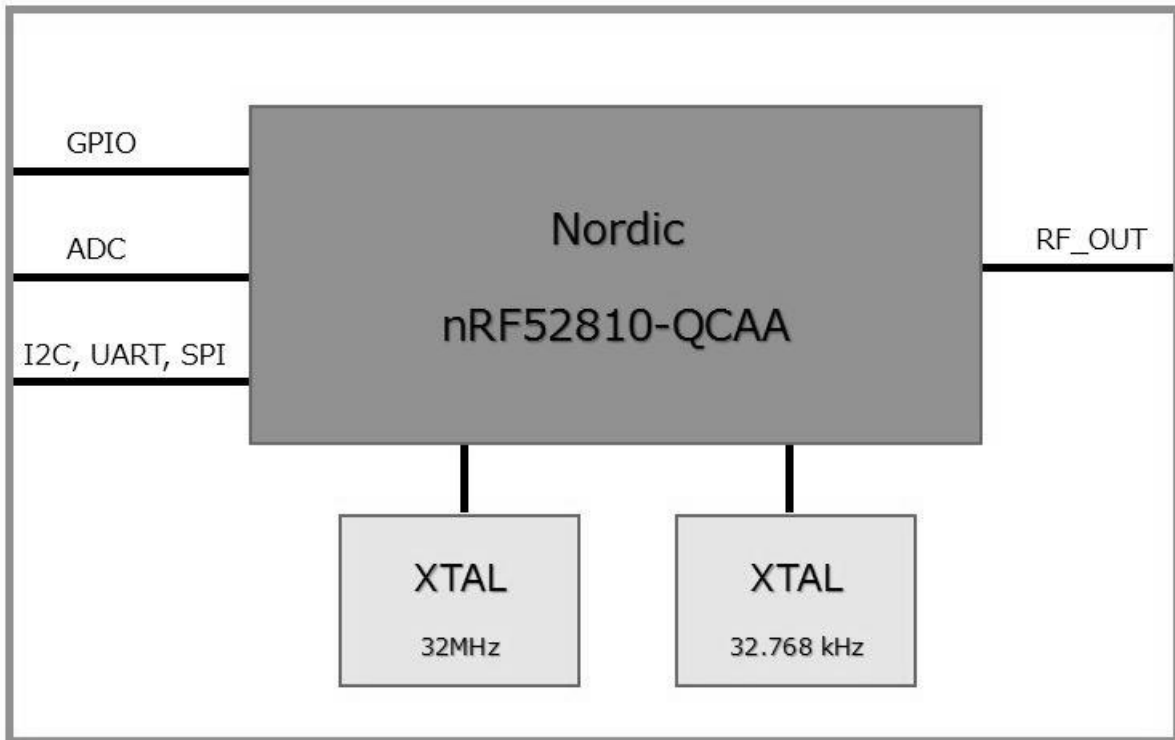 GPIO
ADC
I2C, UART, SPI
Nordic
nRF52810-QCAA
RF_OUT
XTAL
32MHz
XTAL
32.768 kHz